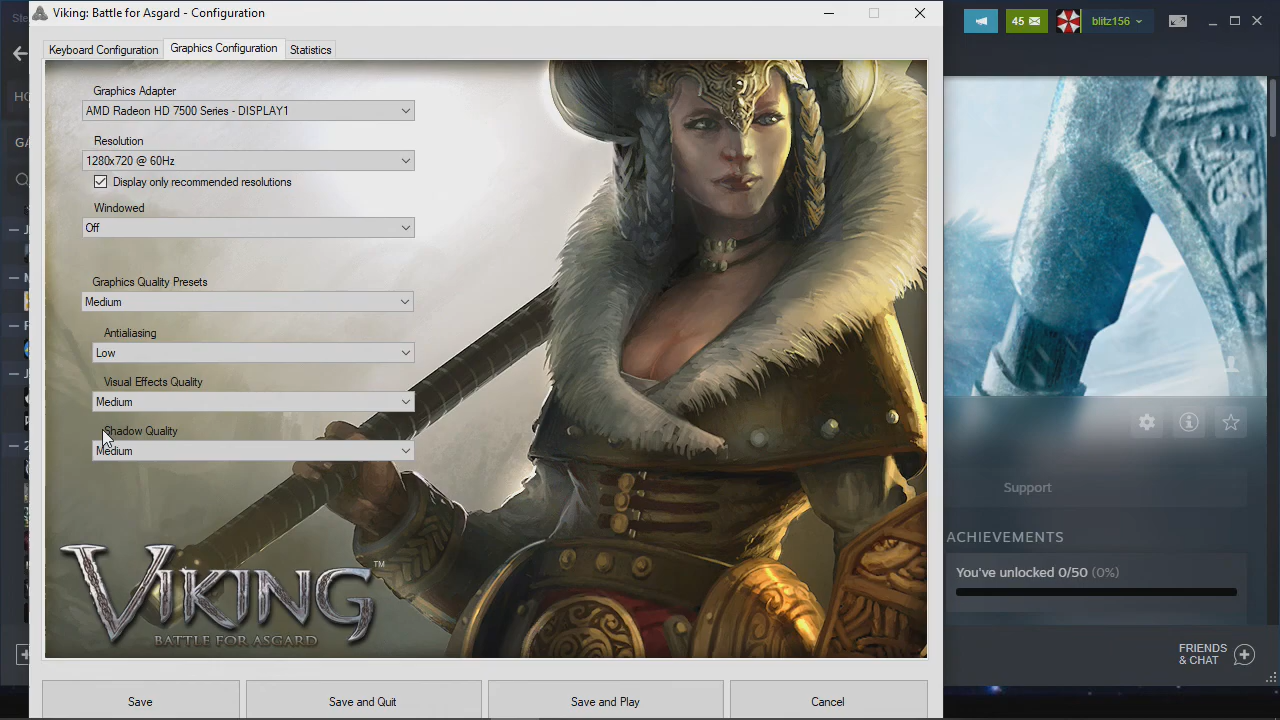 Viking: Battle for Asgard - Configuration
45
blitz156
Keyboard Configuration
Graphics Configuration
Statistics
Graphics Adapter
AMD Radeon HD 7500 Series - DISPLAY1
Resolution
1280x720 @ 60Hz
Display only recommended resolutions
Windowed
Off
Graphics Quality Presets
Medium
Antialiasing
Low
Visual Effects Quality
Medium
Shadow Quality
Medium
Support
ACHIEVEMENTS
You've unlocked 0/50 (0%)
VIKING™
BATTLE FOR ASGARD
FRIENDS
& CHAT
Save
Save and Quit
Save and Play
Cancel